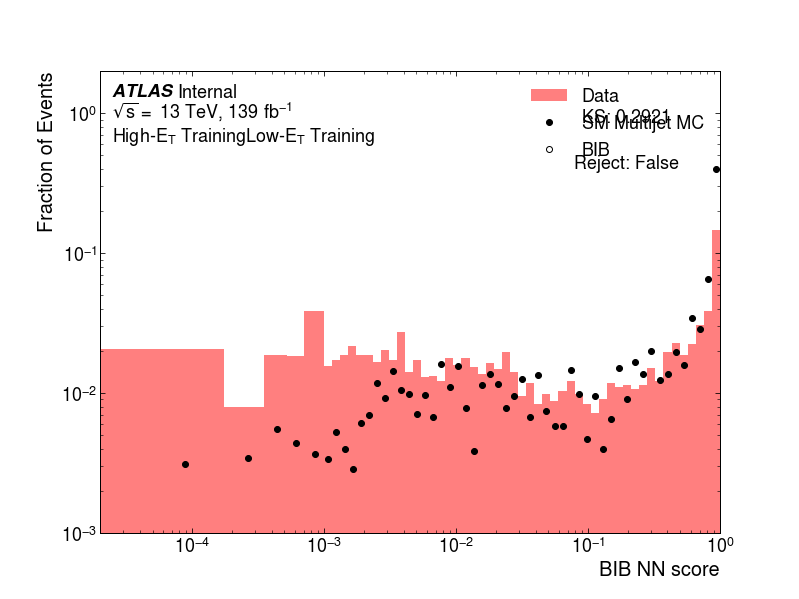 Fraction of Events
ATLAS Internal
√s = 13 TeV, 139 fb⁻¹
High-E_T TrainingLow-E_T Training
Data
KS: 0.2921
SM Multijet MC
BIB
Reject: False
10⁰
10⁻¹
10⁻²
10⁻³
10⁻⁴ 10⁻³ 10⁻² 10⁻¹ 10⁰
BIB NN score